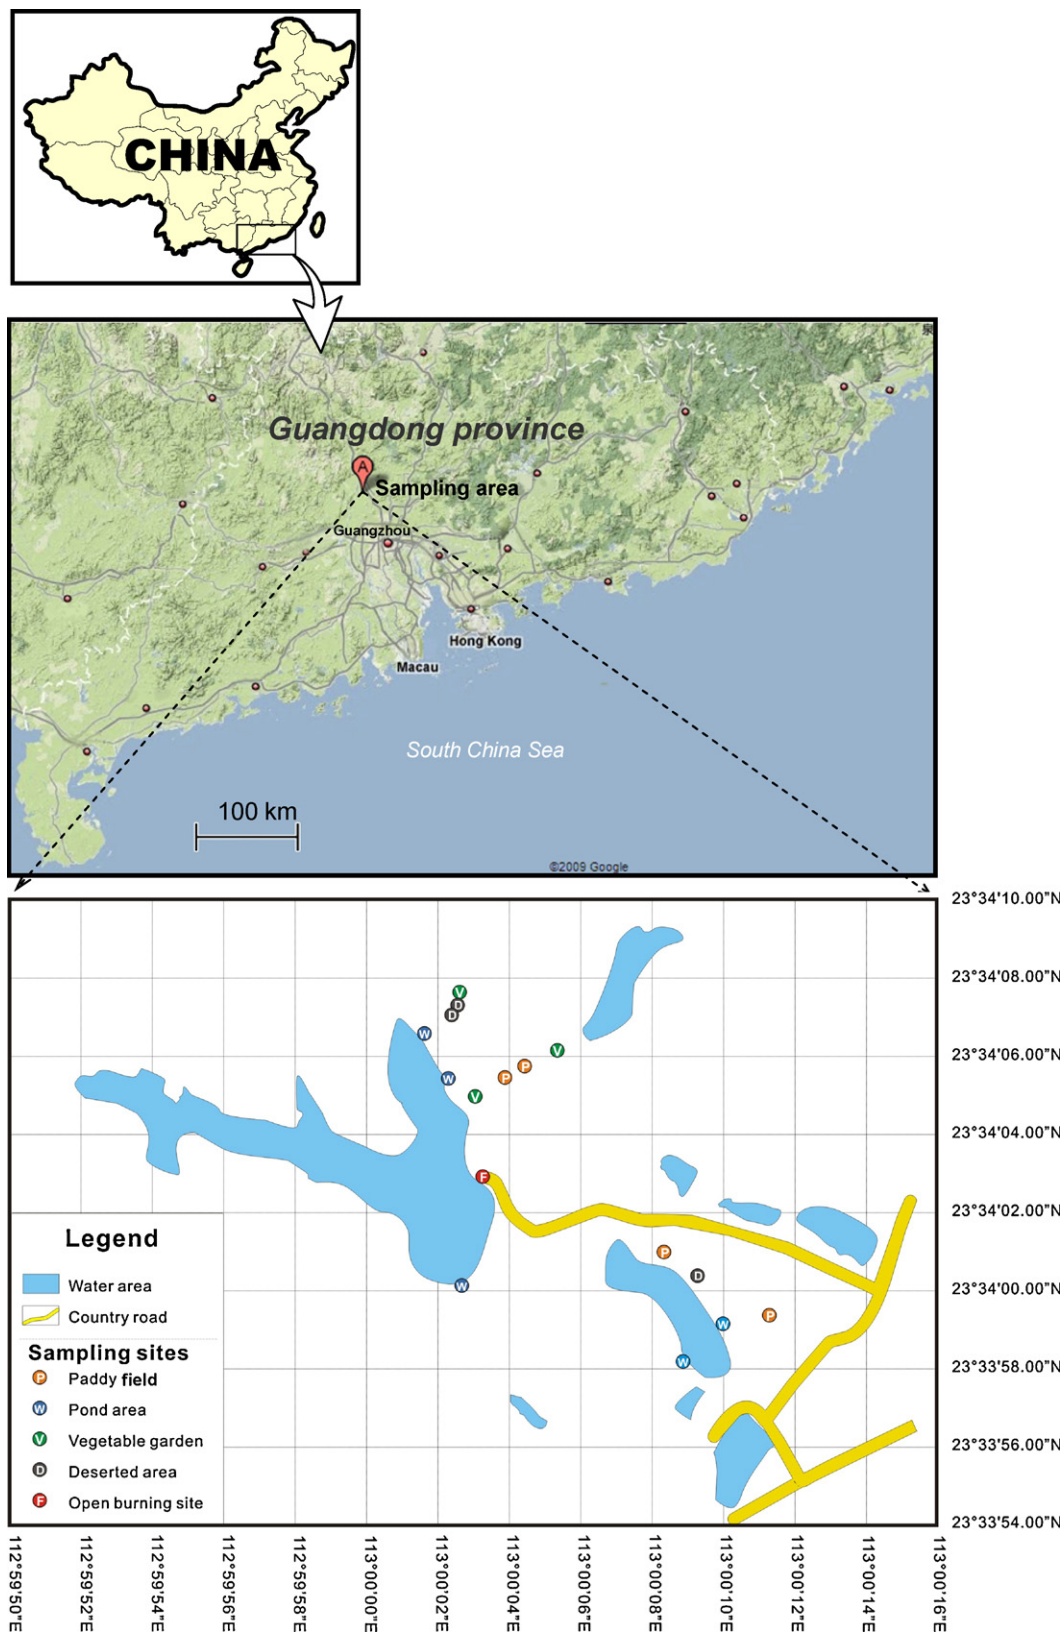 CHINA
泉
Guangdong province
A
Sampling area
Guangzhou
Hong Kong
Macau
South China Sea
100 km
©2009 Google
23°34'10.00"N
23°34'08.00"N
V
D
D
W
V
23°34'06.00"N
P
P
W
V
23°34'04.00"N
F
23°34'02.00"N
Legend
P
D
Water area
W
23°34'00.00"N
Country road
W
P
Sampling sites
W
23°33'58.00"N
P Paddy field
W Pond area
V Vegetable garden
23°33'56.00"N
D Deserted area
F Open burning site
23°33'54.00"N
112°59'50"E
112°59'52"E
112°59'54"E
112°59'56"E
112°59'58"E
113°00'00"E
113°00'02"E
113°00'04"E
113°00'06"E
113°00'08"E
113°00'10"E
113°00'12"E
113°00'14"E
113°00'16"E